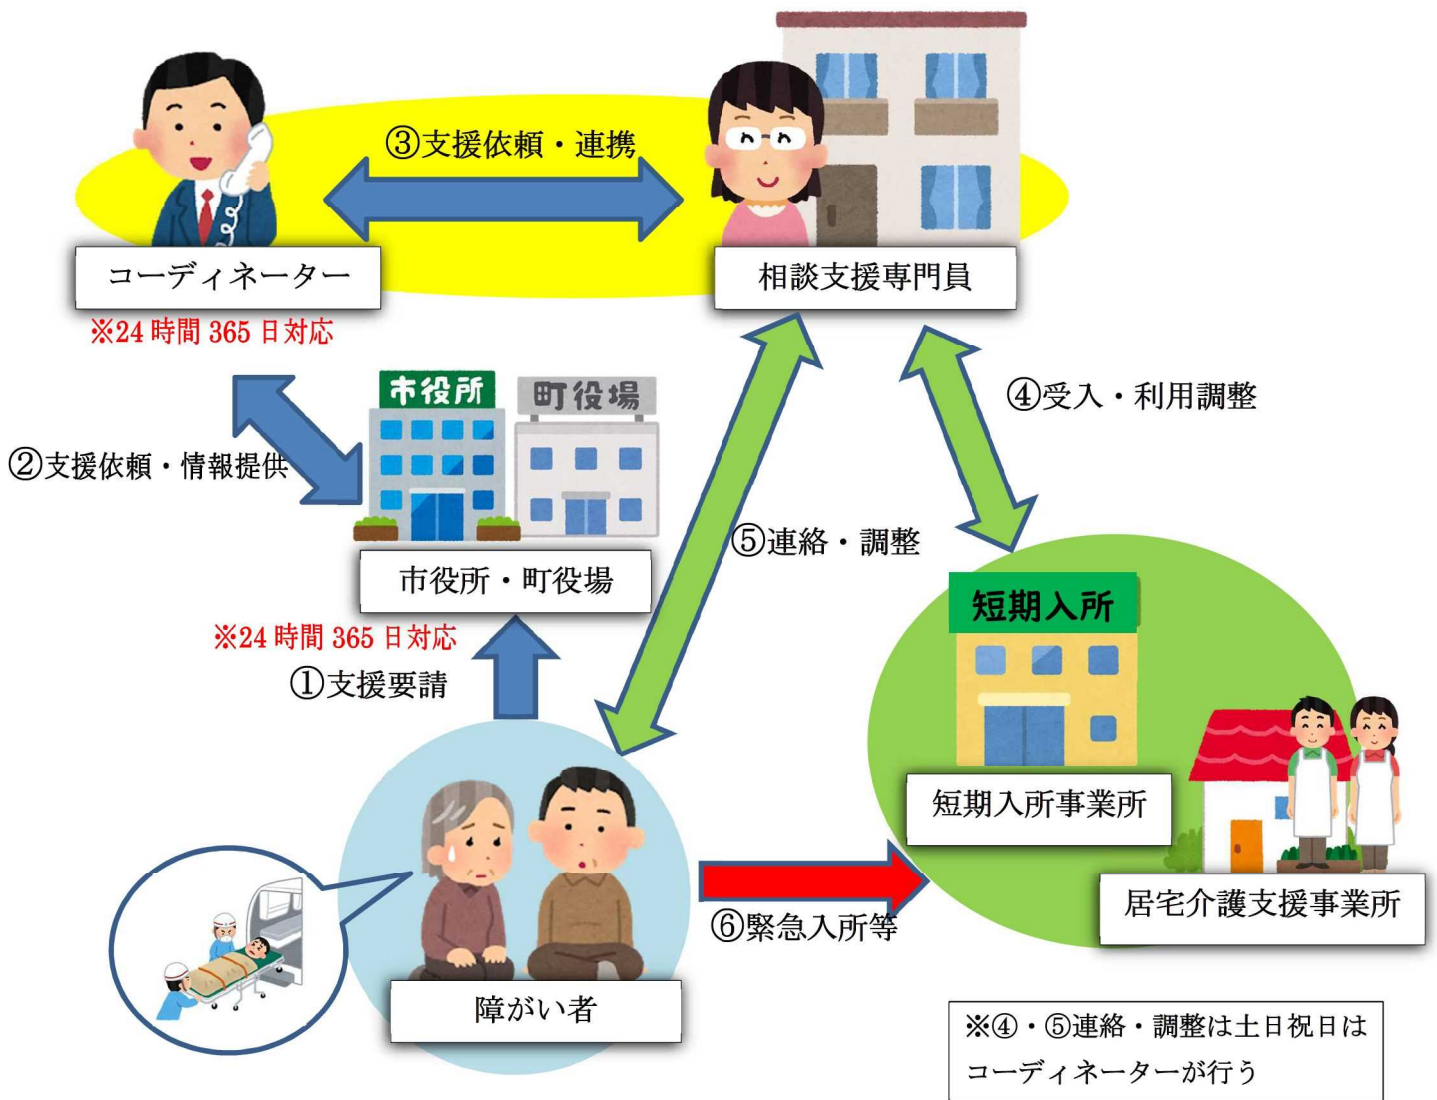 ③支援依頼・連携
コーディネーター
相談支援専門員
※24時間365日対応
市役所
町役場
④受入・利用調整
②支援依頼・情報提供
⑤連絡・調整
市役所・町役場
※24時間365日対応
①支援要請
短期入所
短期入所事業所
居宅介護支援事業所
⑥緊急入所等
障がい者
※④・⑤連絡・調整は土日祝日は
コーディネーターが行う